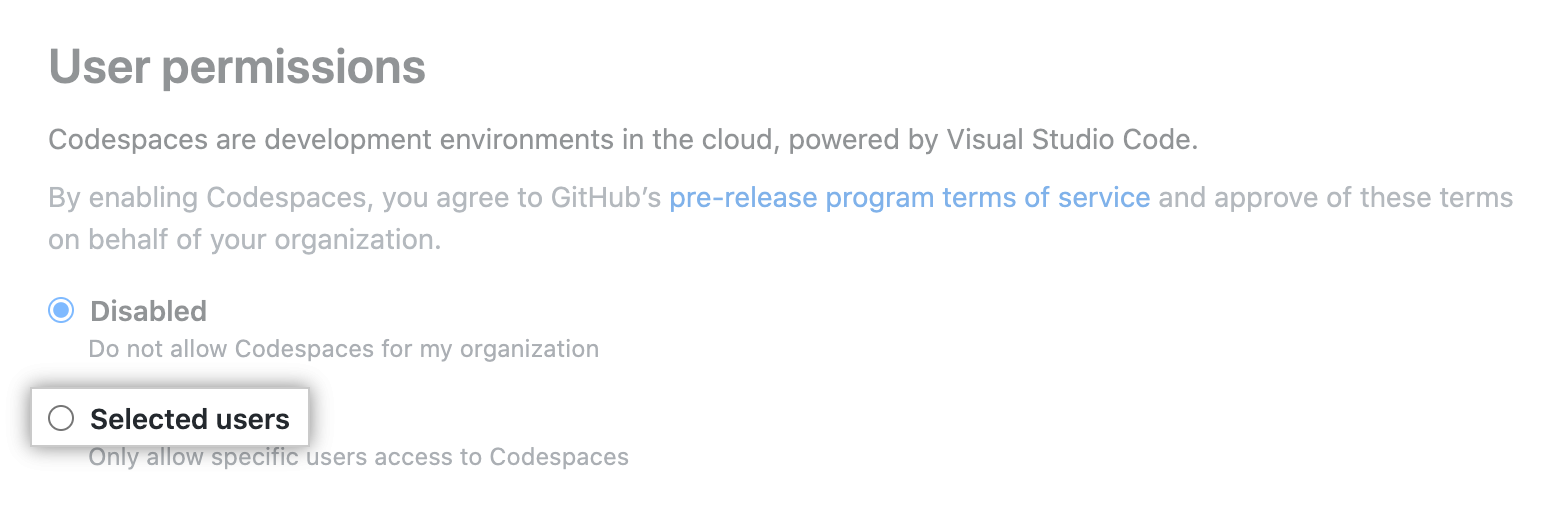 User permissions
Codespaces are development environments in the cloud, powered by Visual Studio Code.
By enabling Codespaces, you agree to GitHub’s pre-release program terms of service and approve of these terms
on behalf of your organization.
Disabled
Do not allow Codespaces for my organization
Selected users
Only allow specific users access to Codespaces